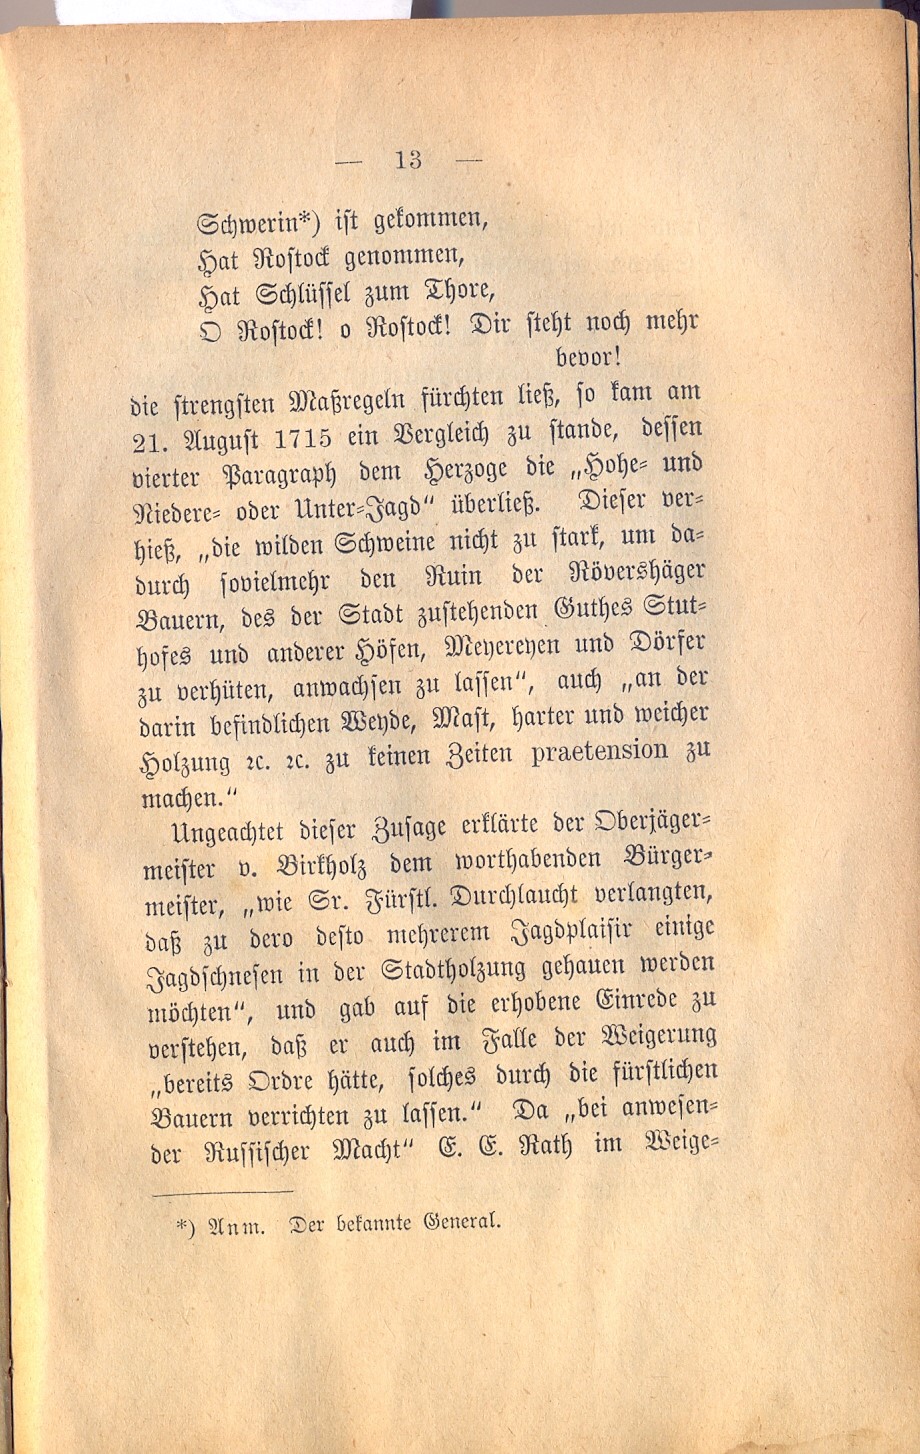 — 13 —
Schwerin*) ist gekommen,
Hat Rostock genommen,
Hat Schlüssel zum Thore,
O Rostock! o Rostock! Dir steht noch mehr
bevor!
die strengsten Maßregeln fürchten ließ, so kam am
21. August 1715 ein Vergleich zu stande, dessen
vierter Paragraph dem Herzoge die „Hohe- und
Niedere- oder Unter-Jagd“ überließ. Dieser ver-
hieß, „die wilden Schweine nicht zu stark, um da-
durch sovielmehr den Ruin der Rövershäger
Bauern, des der Stadt zustehenden Guthes Stut-
hofes und anderer Höfen, Meyereyen und Dörfer
zu verhüten, anwachsen zu lassen“, auch „an der
darin befindlichen Weyde, Mast, harter und weicher
Holzung ꝛc. ꝛc. zu keinen Zeiten praetension zu
machen.“
Ungeachtet dieser Zusage erklärte der Oberjäger-
meister v. Birkholz dem worthabenden Bürger-
meister, „wie Sr. Fürstl. Durchlaucht verlangten,
daß zu dero desto mehrerem Jagdplaisir einige
Jagdschnesen in der Stadtholzung gehauen werden
möchten“, und gab auf die erhobene Einrede zu
verstehen, daß er auch im Falle der Weigerung
„bereits Ordre hätte, solches durch die fürstlichen
Bauern verrichten zu lassen.“ Da „bei anwesen-
der Russischer Macht“ E. E. Rath im Weige-
*) Anm. Der bekannte General.